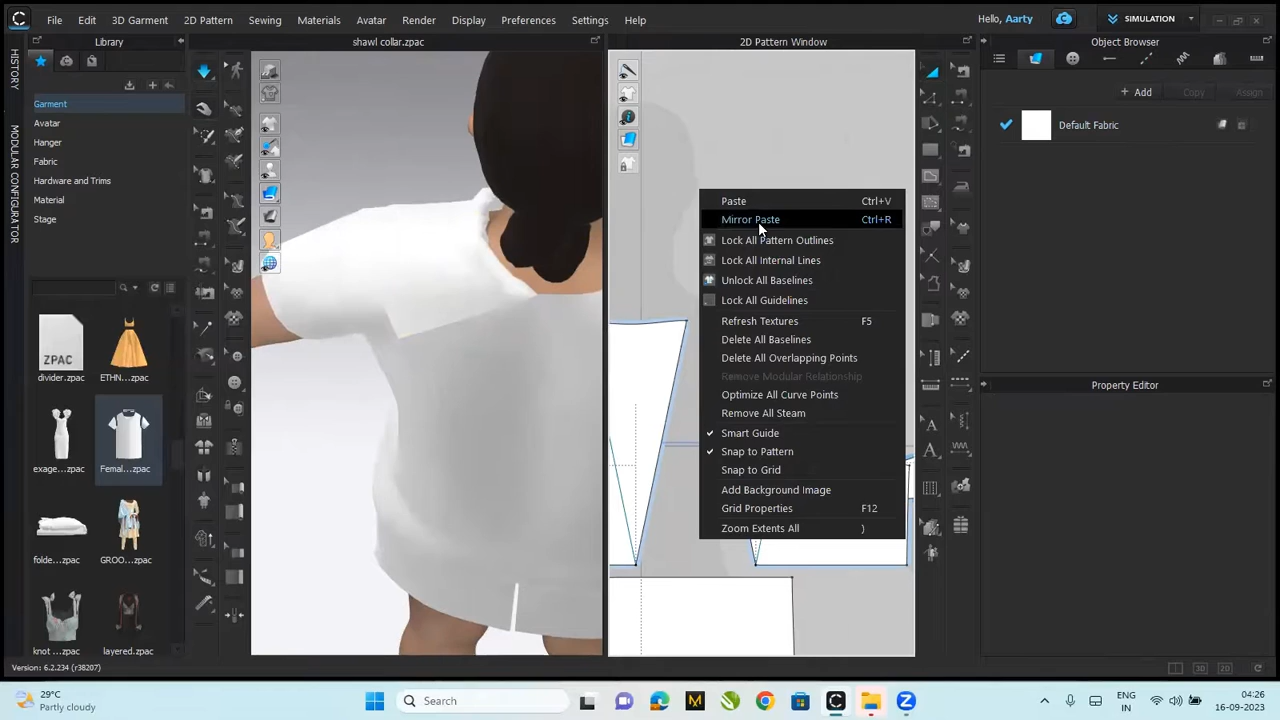 File
Edit
3D Garment
2D Pattern
Sewing
Materials
Avatar
Render
Display
Preferences
Settings
Help
Hello, Aarty
SIMULATION
HISTORY
MODULAR CONFIGURATOR
Library
shawl collar.zpac
2D Pattern Window
Object Browser
Garment
Avatar
Hanger
Fabric
Hardware and Trims
Material
Stage
ZPAC
divider.zpac
ETHN...zpac
exage...zpac
Femal...zpac
folde..zpac
GROO...zpac
knot ...zpac
layered.zpac
Paste Ctrl+V
Mirror Paste Ctrl+R
Lock All Pattern Outlines
Lock All Internal Lines
Unlock All Baselines
Lock All Guidelines
Refresh Textures F5
Delete All Baselines
Delete All Overlapping Points
Remove Modular Relationship
Optimize All Curve Points
Remove All Steam
Smart Guide
Snap to Pattern
Snap to Grid
Add Background Image
Grid Properties F12
Zoom Extents All )
+ Add
Copy
Assign
Default Fabric
Property Editor
Version: 6.2.234 (r38207)
3D
2D
29°C
Partly cloudy
Search
ENG
IN
04:26
16-09-2023